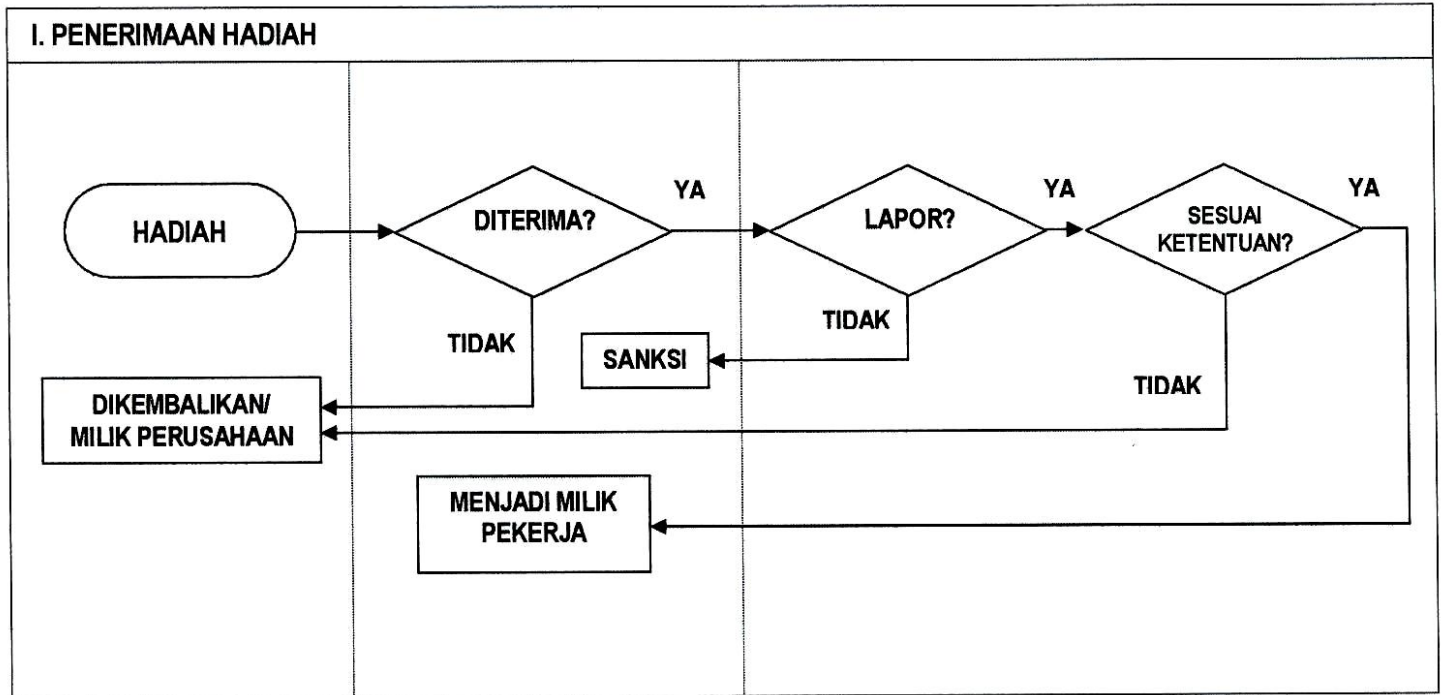 I. PENERIMAAN HADIAH
HADIAH
DITERIMA?
YA
LAPOR?
YA
SESUAI
KETENTUAN?
YA
TIDAK
SANKSI
TIDAK
TIDAK
DIKEMBALIKAN/
MILIK PERUSAHAAN
MENJADI MILIK
PEKERJA